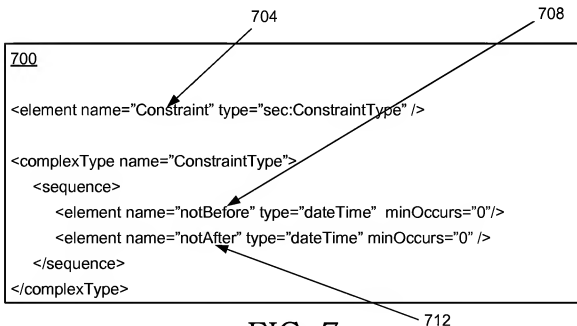 704
708
700
<element name=”Constraint” type=”sec:ConstraintType” />
<complexType name=”ConstraintType”>
<sequence>
<element name=”notBefore” type=”dateTime”  minOccurs=”0”/>
<element name=”notAfter” type=”dateTime” minOccurs=”0” />
</sequence>
</complexType>
712
FIG. 7